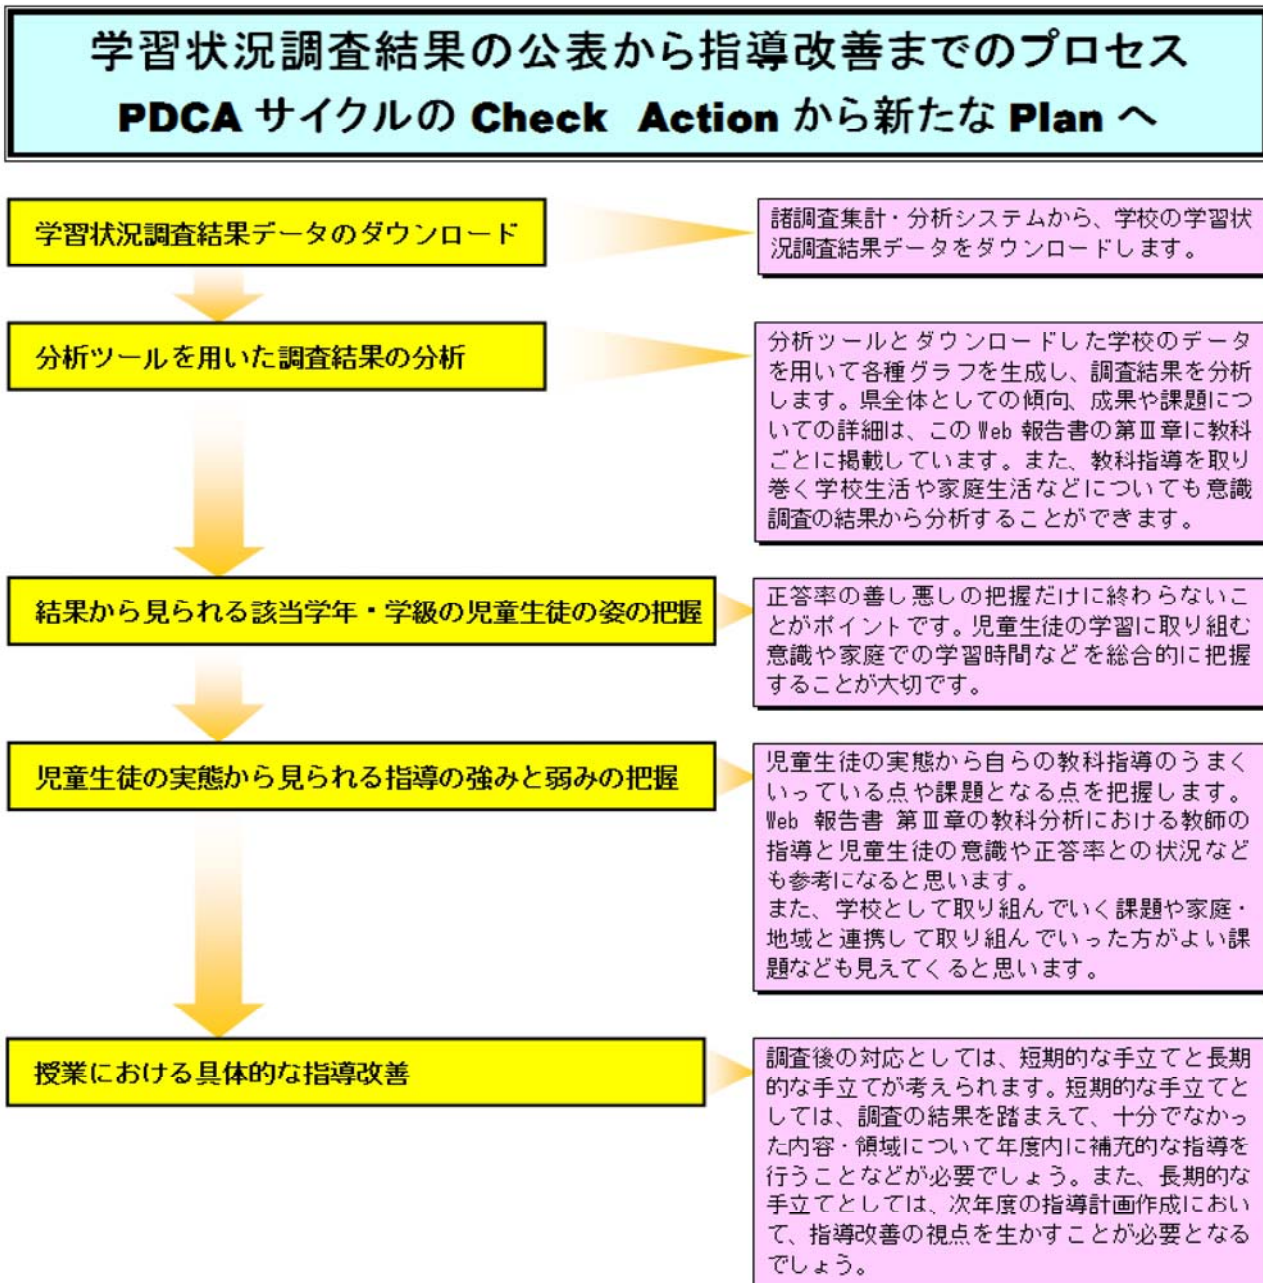 学習状況調査結果の公表から指導改善までのプロセス
PDCA サイクルの Check Action から新たな Plan へ
学習状況調査結果データのダウンロード
諸調査集計・分析システムから、学校の学習状
況調査結果データをダウンロードします。
分析ツールを用いた調査結果の分析
分析ツールとダウンロードした学校のデータ
を用いて各種グラフを生成し、調査結果を分析
します。県全体としての傾向、成果や課題につ
いての詳細は、この Web 報告書の第Ⅲ章に教科
ごとに掲載しています。また、教科指導を取り
巻く学校生活や家庭生活などについても意識
調査の結果から分析することができます。
結果から見られる該当学年・学級の児童生徒の姿の把握
正答率の善し悪しの把握だけに終わらないこ
とがポイントです。児童生徒の学習に取り組む
意識や家庭での学習時間などを総合的に把握
することが大切です。
児童生徒の実態から見られる指導の強みと弱みの把握
児童生徒の実態から自らの教科指導のうまく
いっている点や課題となる点を把握します。
Web 報告書 第Ⅲ章の教科分析における教師の
指導と児童生徒の意識や正答率との状況など
も参考になると思います。
また、学校として取り組んでいく課題や家庭・
地域と連携して取り組んでいった方がよい課
題なども見えてくると思います。
授業における具体的な指導改善
調査後の対応としては、短期的な手立てと長期
的な手立てが考えられます。短期的な手立てと
しては、調査の結果を踏まえて、十分でなかっ
た内容・領域について年度内に補充的な指導を
行うことなどが必要でしょう。また、長期的な
手立てとしては、次年度の指導計画作成におい
て、指導改善の視点を生かすことが必要となる
でしょう。